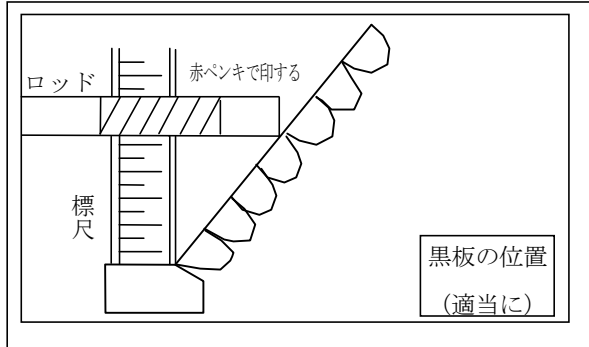 ロッド
赤ペンキで印する
標尺
黒板の位置
（適当に）